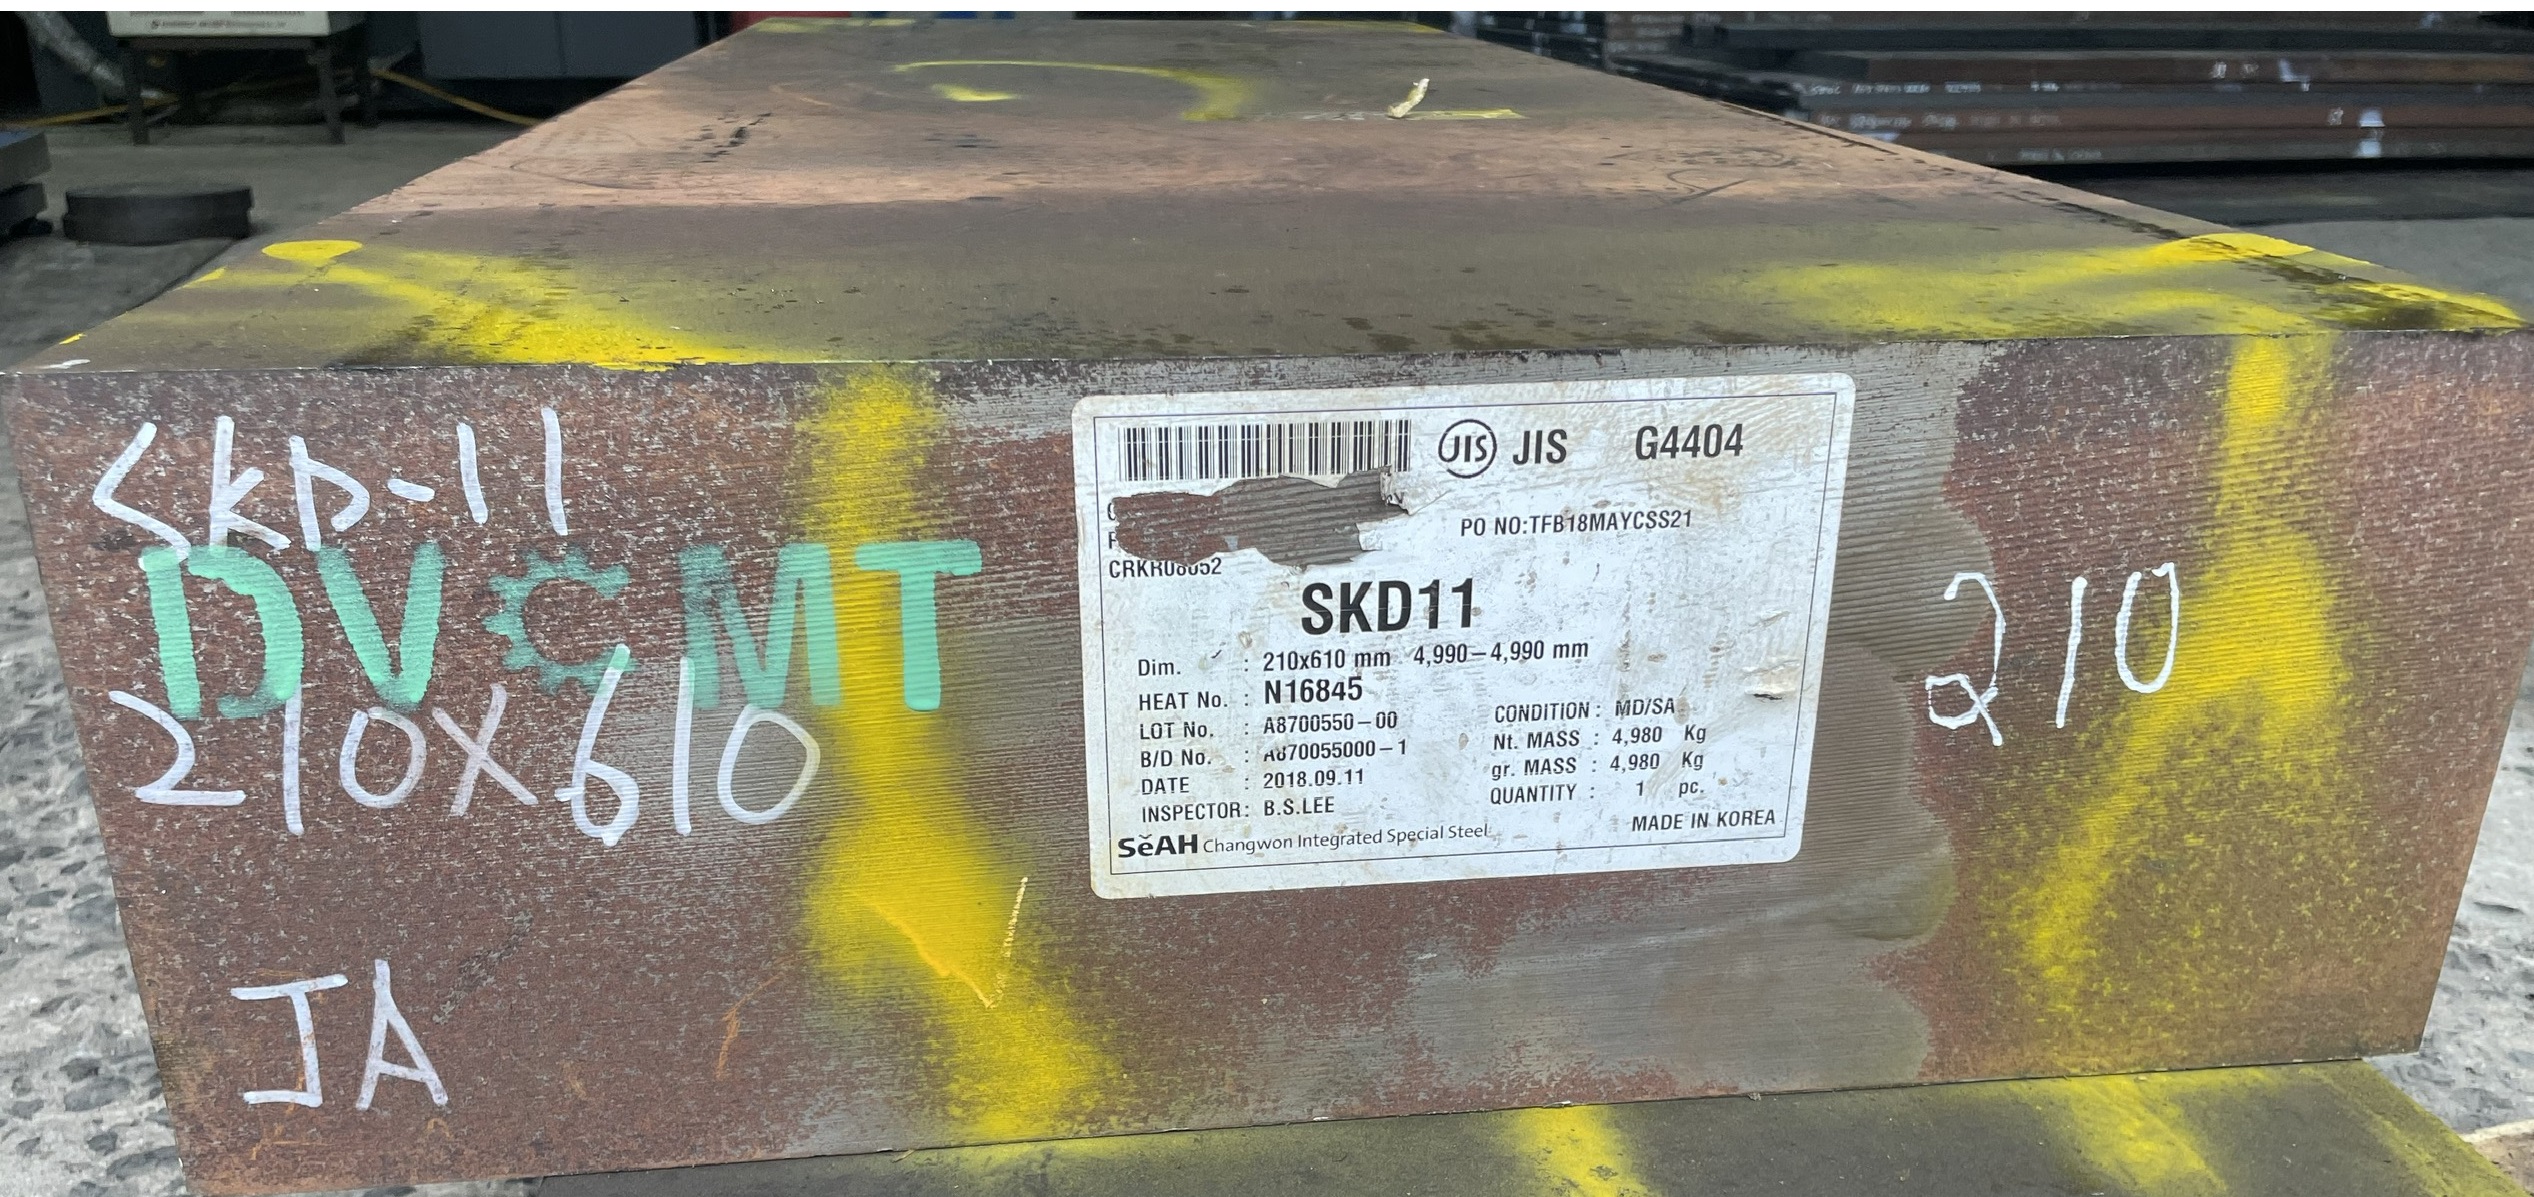 SKD-11
DVCMT
210X610
JA
JIS JIS G4404
PO NO:TFB18MAYCSS21
CRKR08052
SKD11
Dim. : 210x610 mm 4,990-4,990 mm
HEAT No. : N16845
LOT No. : A8700550-00
B/D No. : A870055000-1
DATE : 2018.09.11
INSPECTOR: B.S.LEE
CONDITION : MD/SA
Nt. MASS : 4,980 Kg
gr. MASS : 4,980 Kg
QUANTITY : 1 pc.
SeAH Changwon Integrated Special Steel
MADE IN KOREA
210